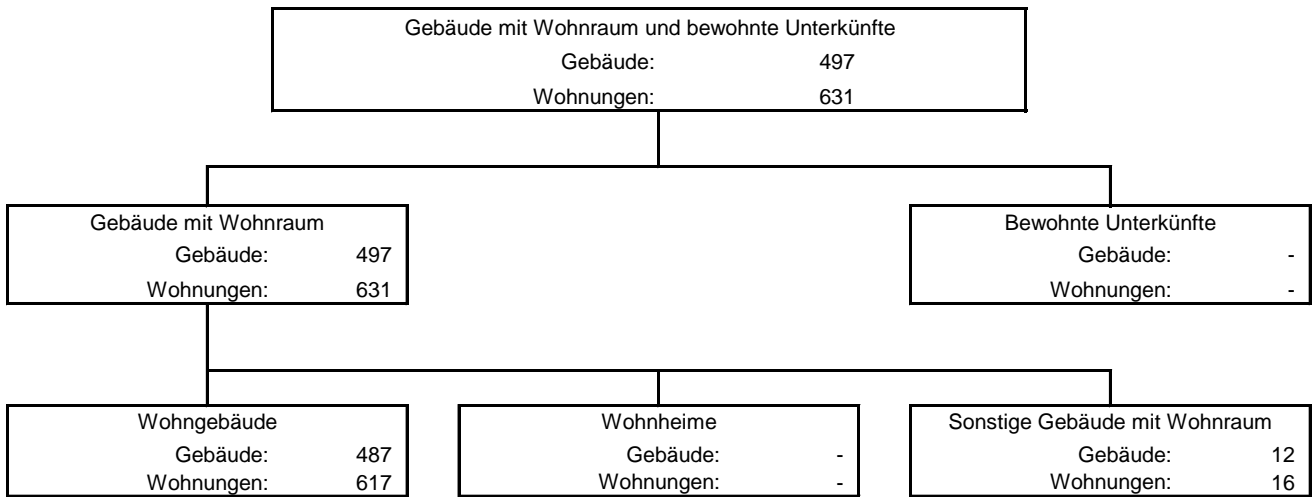 Gebäude mit Wohnraum und bewohnte Unterkünfte
Gebäude: 497
Wohnungen: 631
Gebäude mit Wohnraum
Gebäude: 497
Wohnungen: 631
Bewohnte Unterkünfte
Gebäude: -
Wohnungen: -
Wohngebäude
Gebäude: 487
Wohnungen: 617
Wohnheime
Gebäude: -
Wohnungen: -
Sonstige Gebäude mit Wohnraum
Gebäude: 12
Wohnungen: 16